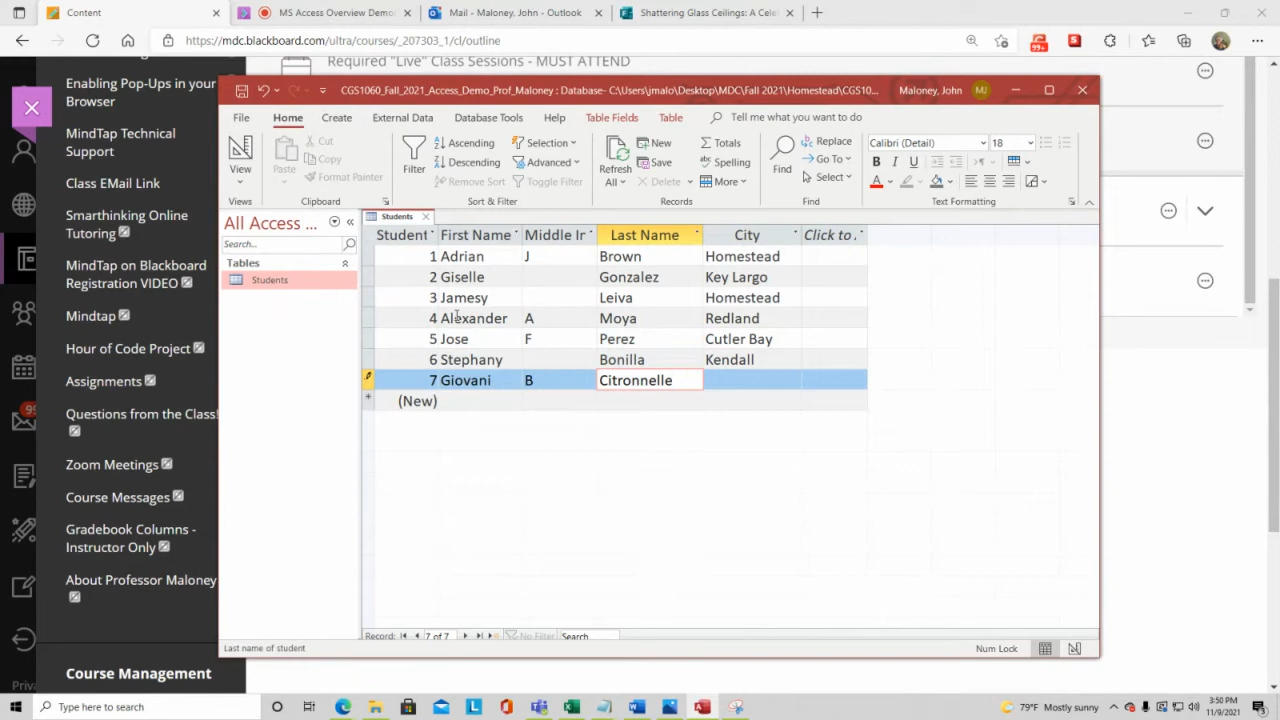 Content
MS Access Overview Demo
Mail - Maloney, John - Outlook
Shattering Glass Ceilings: A Cel
https://mdc.blackboard.com/ultra/courses/_207303_1/cl/outline
99+
Required "Live" Class Sessions - MUST ATTEND
Enabling Pop-Ups in your
Browser
MindTap Technical
Support
Class EMail Link
Smarthinking Online
Tutoring
MindTap on Blackboard
Registration VIDEO
Mindtap
Hour of Code Project
Assignments
Questions from the Class!
Zoom Meetings
Course Messages
Gradebook Columns -
Instructor Only
About Professor Maloney
Course Management
Priv
99
CGS1060_Fall_2021_Access_Demo_Prof_Maloney : Database- C:\Users\jmalo\Desktop\MDC\Fall 2021\Homestead\CGS10...
Maloney, John MJ
File Home Create External Data Database Tools Help Table Fields Table Tell me what you want to do
View
Views
Paste
Cut
Copy
Format Painter
Clipboard
Filter
Ascending
Descending
Remove Sort
Selection
Advanced
Toggle Filter
Sort & Filter
Refresh
All
New
Save
Delete
Totals
Spelling
More
Records
Find
Replace
Go To
Select
Find
Calibri (Detail) 18
B I U
A
Text Formatting
All Access ...
Search...
Tables
Students
Students
Student First Name Middle Ir Last Name City Click to .
1 Adrian J Brown Homestead
2 Giselle Gonzalez Key Largo
3 Jamesy Leiva Homestead
4 Alexander A Moya Redland
5 Jose F Perez Cutler Bay
6 Stephany Bonilla Kendall
7 Giovani B Citronnelle
(New)
Record: 7 of 7 No Filter Search
Last name of student
Num Lock
Type here to search
79°F Mostly sunny
3:50 PM
11/9/2021